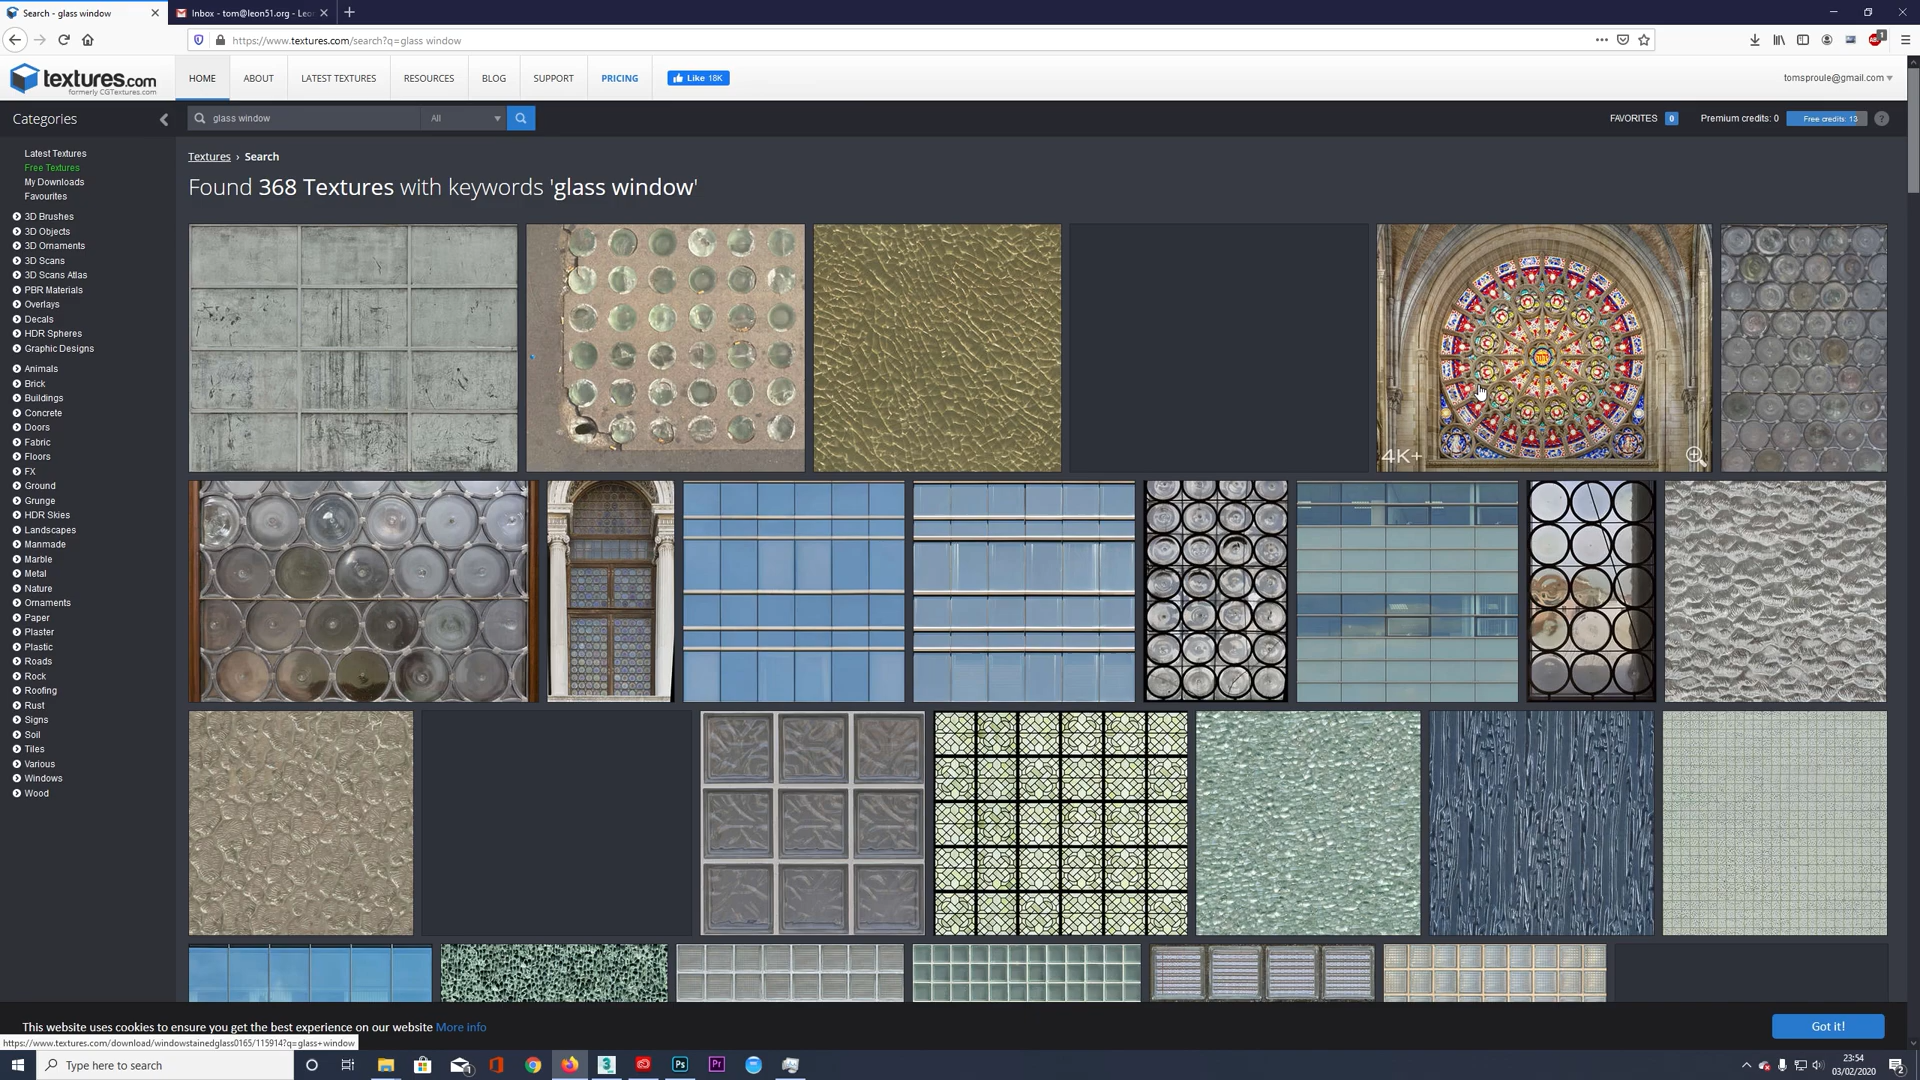 Search - glass window
Inbox - tom@leon51.org - Leo
https://www.textures.com/search?q=glass window
textures.com
formerly CGTextures.com
HOME
ABOUT
LATEST TEXTURES
RESOURCES
BLOG
SUPPORT
PRICING
Like 18K
tomsproule@gmail.com
Categories
glass window
All
FAVORITES 0
Premium credits: 0
Free credits: 13
?
Latest Textures
Free Textures
My Downloads
Favourites
3D Brushes
3D Objects
3D Ornaments
3D Scans
3D Scans Atlas
PBR Materials
Overlays
Decals
HDR Spheres
Graphic Designs
Animals
Brick
Buildings
Concrete
Doors
Fabric
Floors
FX
Ground
Grunge
HDR Skies
Landscapes
Manmade
Marble
Metal
Nature
Ornaments
Paper
Plaster
Plastic
Roads
Rock
Roofing
Rust
Signs
Soil
Tiles
Various
Windows
Wood
Textures › Search
Found 368 Textures with keywords 'glass window'
4K+
This website uses cookies to ensure you get the best experience on our website More info
Got it!
https://www.textures.com/download/windowstainedglass0165/115914?q=glass+window
Type here to search
Ps
Pr
23:54
03/02/2020